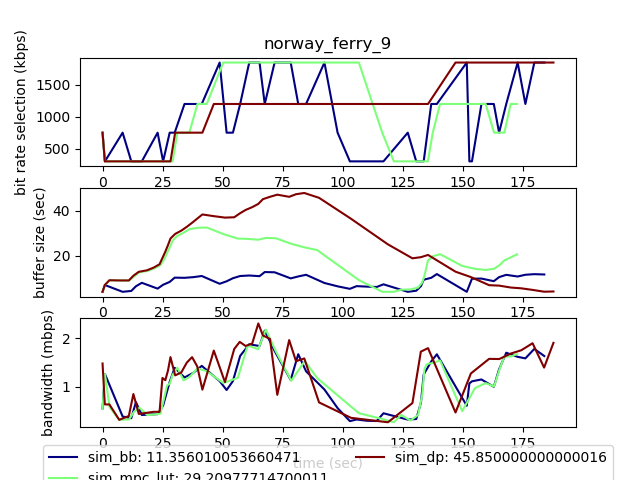 norway_ferry_9
bit rate selection (kbps)
1500
1000
500
0 25 50 75 100 125 150 175
buffer size (sec)
40
20
0 25 50 75 100 125 150 175
bandwidth (mbps)
2
1
0 25 50 75 100 125 150 175
time (sec)
sim_bb: 11.356010053660471
sim_dp: 45.850000000000016
sim_mpc_lut: 29.20977714700011